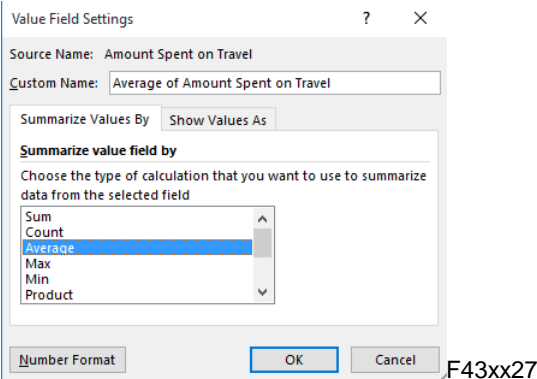 Value Field Settings ? ×
Source Name: Amount Spent on Travel
Custom Name: Average of Amount Spent on Travel
Summarize Values By Show Values As
Summarize value field by
Choose the type of calculation that you want to use to summarize
data from the selected field
Sum
Count
Average
Max
Min
Product
Number Format OK Cancel
F43xx27